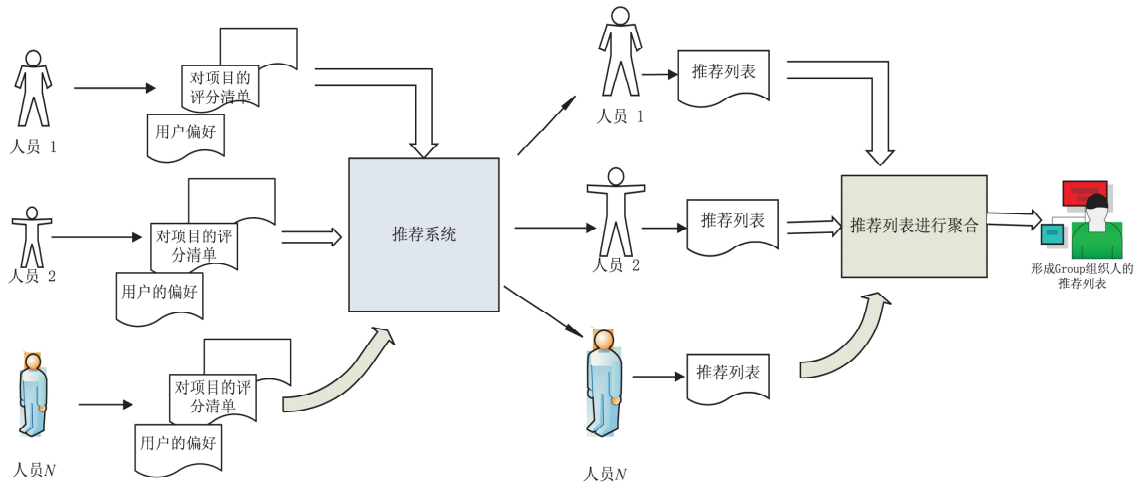 对项目的
评分清单
用户偏好
人员 1
对项目的评
分清单
用户的偏好
人员 2
对项目的评
分清单
用户的偏好
人员N
推荐系统
推荐列表
人员 1
推荐列表
人员 2
推荐列表
人员N
推荐列表进行聚合
形成Group组织人的
推荐列表